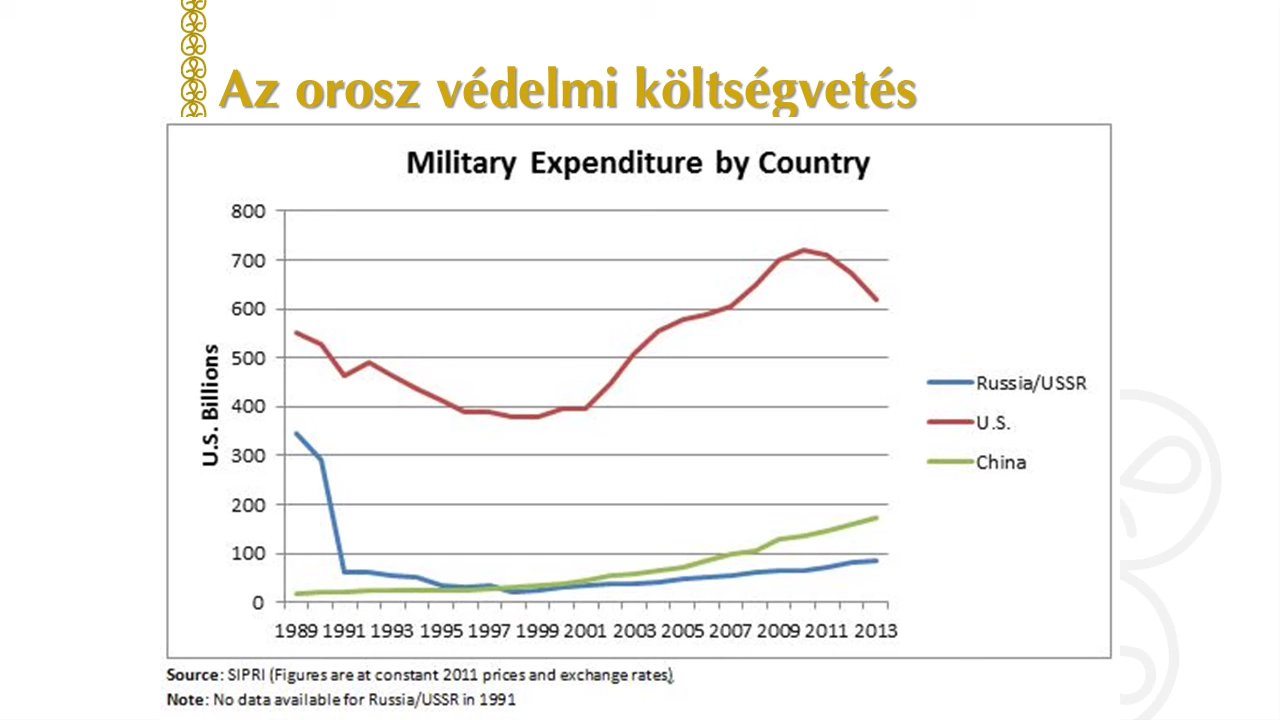 Az orosz védelmi költségvetés
Military Expenditure by Country
800
700
600
500
400
300
200
100
0
U.S. Billions
1989 1991 1993 1995 1997 1999 2001 2003 2005 2007 2009 2011 2013
Russia/USSR
U.S.
China
Source: SIPRI (Figures are at constant 2011 prices and exchange rates)
Note: No data available for Russia/USSR in 1991